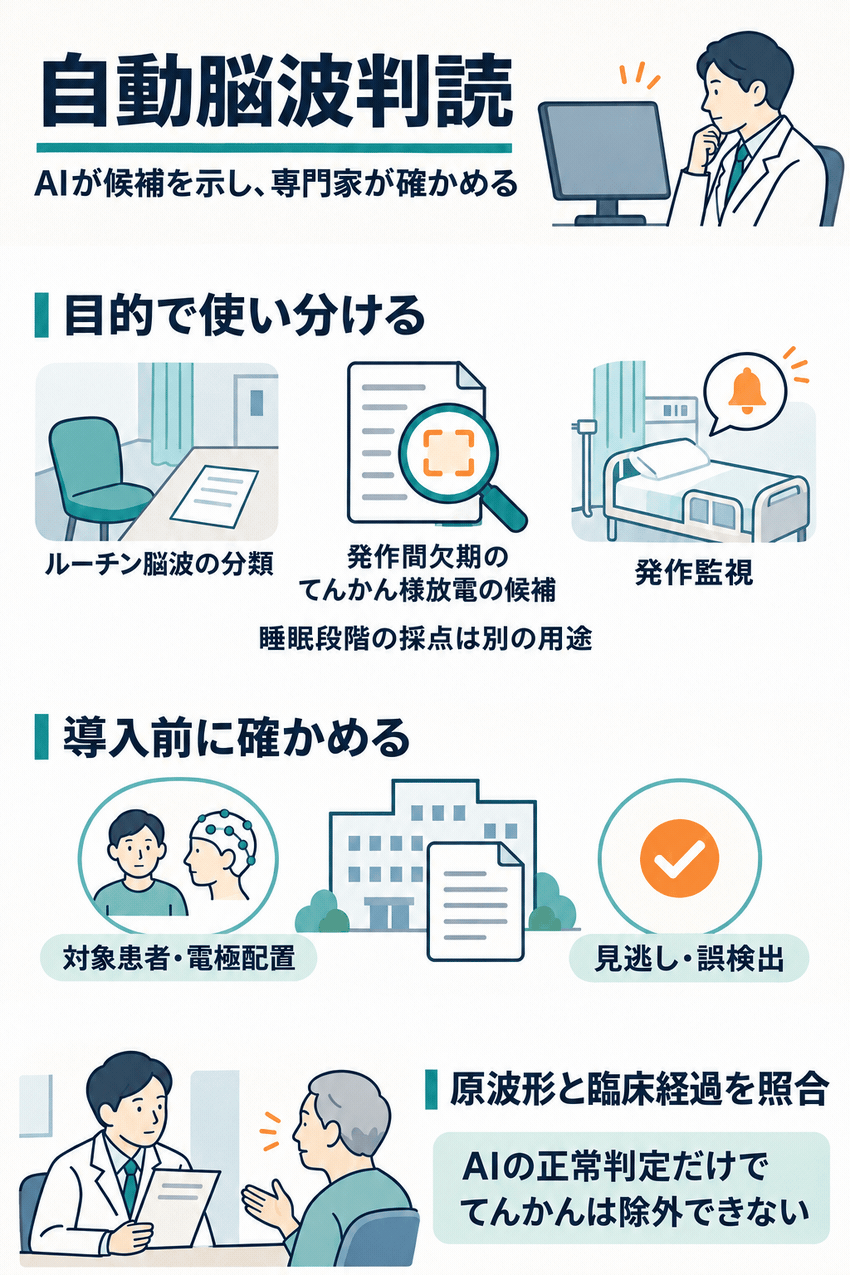 自動脳波判読
AIが候補を示し、専門家が確かめる
目的で使い分ける
ルーチン脳波の分類
発作間欠期の
てんかん様放電の候補
発作監視
睡眠段階の採点は別の用途
導入前に確かめる
対象患者・電極配置
見逃し・誤検出
原波形と臨床経過を照合
AIの正常判定だけで
てんかんは除外できない